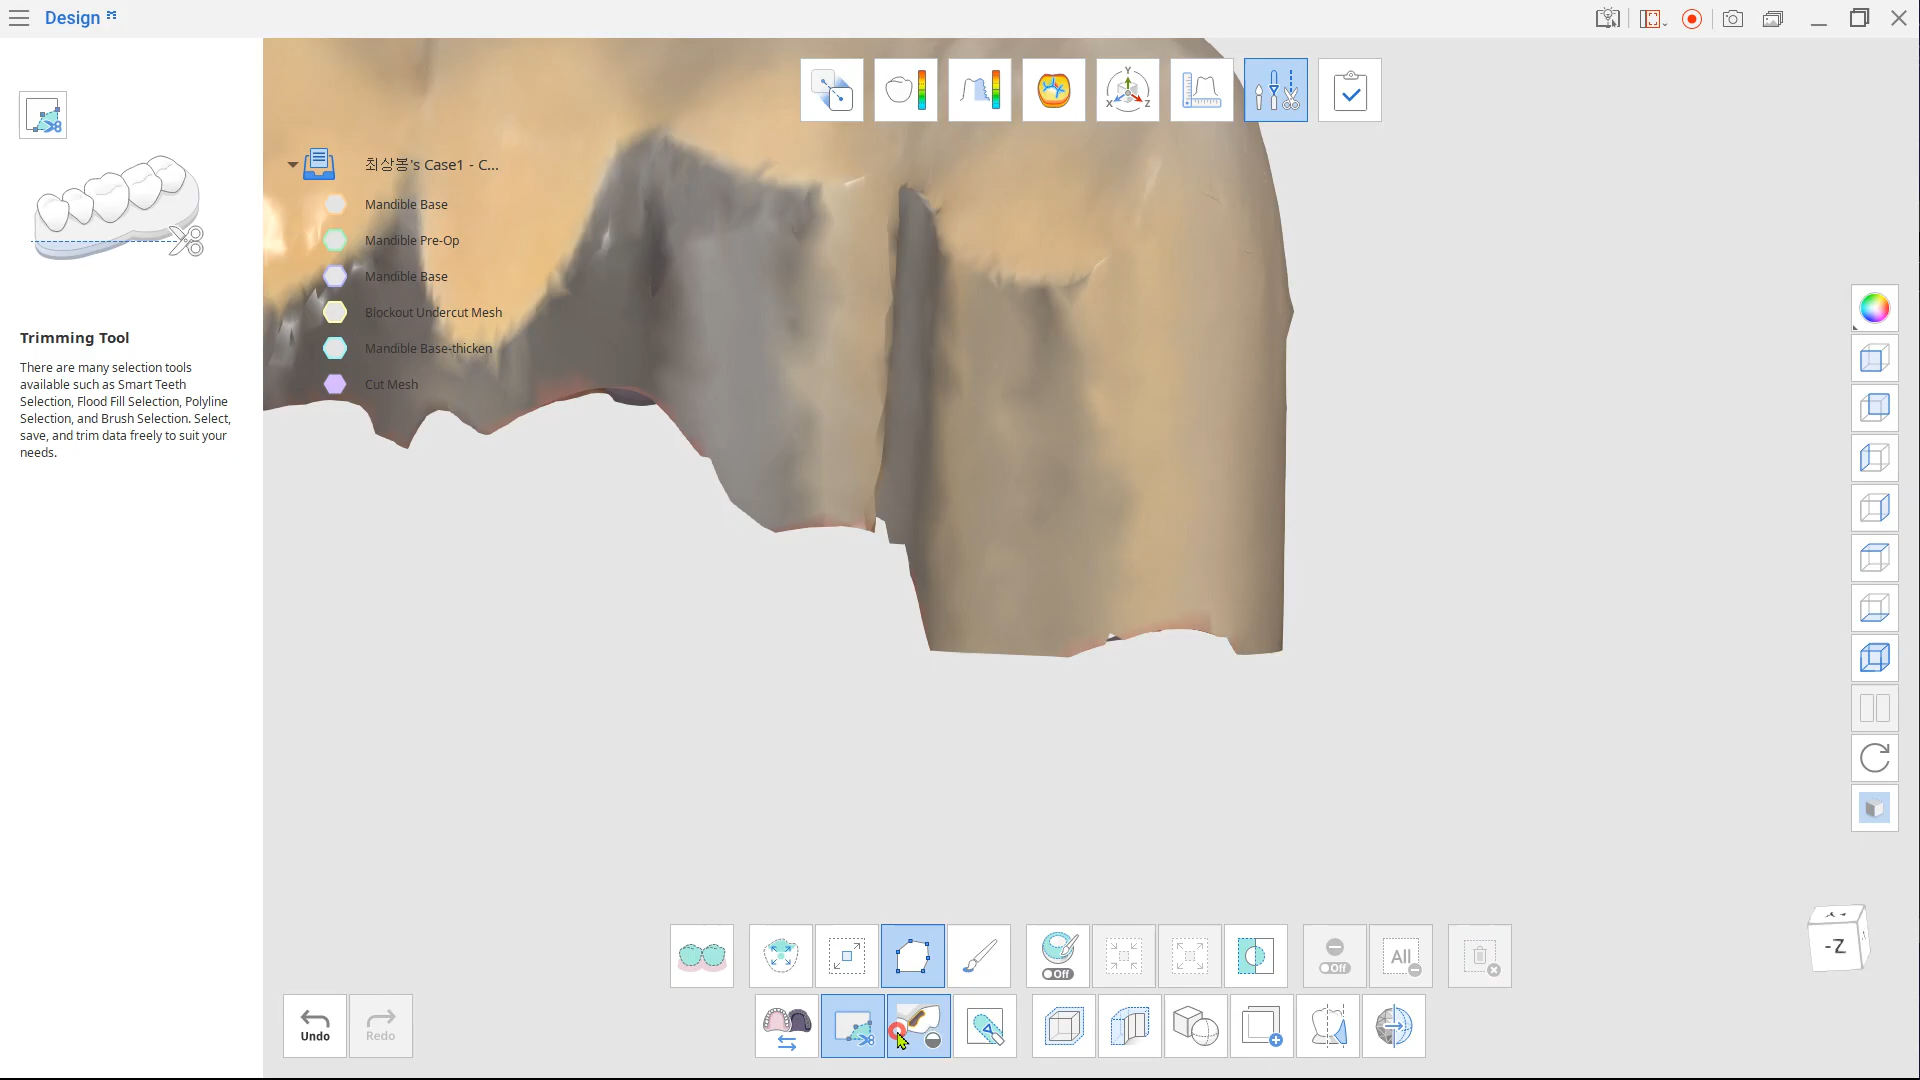 Design
최상봉's Case1 - C...
Mandible Base
Mandible Pre-Op
Mandible Base
Blockout Undercut Mesh
Mandible Base-thicken
Cut Mesh
Trimming Tool
There are many selection tools
available such as Smart Teeth
Selection, Flood Fill Selection, Polyline
Selection, and Brush Selection. Select,
save, and trim data freely to suit your
needs.
Y
X
Z
-Z
Off
Off
All
Undo
Redo